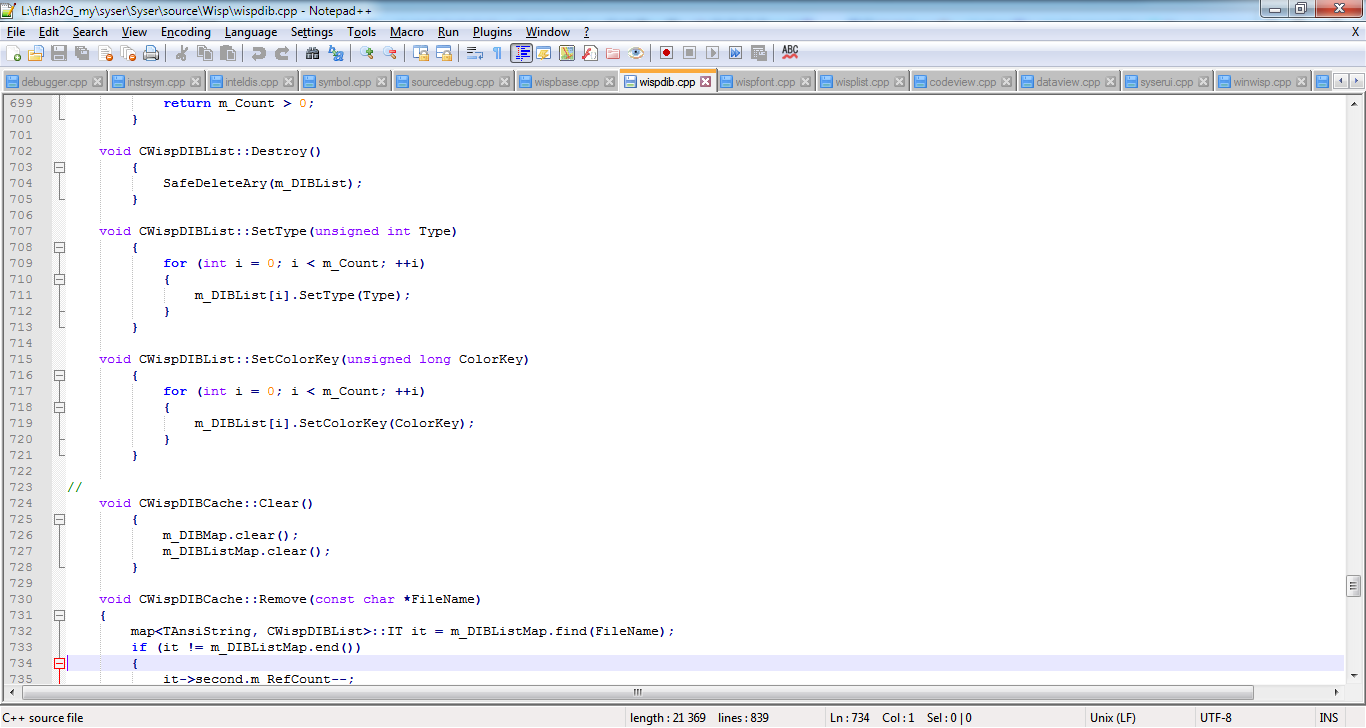 L:\flash2G_my\syser\Syser\source\Wisp\wispdib.cpp - Notepad++
File Edit Search View Encoding Language Settings Tools Macro Run Plugins Window ? X
ABC
debugger.cpp instrsym.cpp inteldis.cpp symbol.cpp sourcedebug.cpp wispbase.cpp wispdib.cpp wispfont.cpp wisplist.cpp codeview.cpp dataview.cpp syserui.cpp winwisp.cpp
699 return m_Count > 0;
700 }
701
702 void CWispDIBList::Destroy()
703 {
704 SafeDeleteAry(m_DIBList);
705 }
706
707 void CWispDIBList::SetType(unsigned int Type)
708 {
709 for (int i = 0; i < m_Count; ++i)
710 {
711 m_DIBList[i].SetType(Type);
712 }
713 }
714
715 void CWispDIBList::SetColorKey(unsigned long ColorKey)
716 {
717 for (int i = 0; i < m_Count; ++i)
718 {
719 m_DIBList[i].SetColorKey(ColorKey);
720 }
721 }
722
723 //
724 void CWispDIBCache::Clear()
725 {
726 m_DIBMap.clear();
727 m_DIBListMap.clear();
728 }
729
730 void CWispDIBCache::Remove(const char *FileName)
731 {
732 map<TAnsiString, CWispDIBList>::IT it = m_DIBListMap.find(FileName);
733 if (it != m_DIBListMap.end())
734 {
735 it->second.m_RefCount--;
C++ source file length : 21 369 lines : 839 Ln : 734 Col : 1 Sel : 0 | 0 Unix (LF) UTF-8 INS